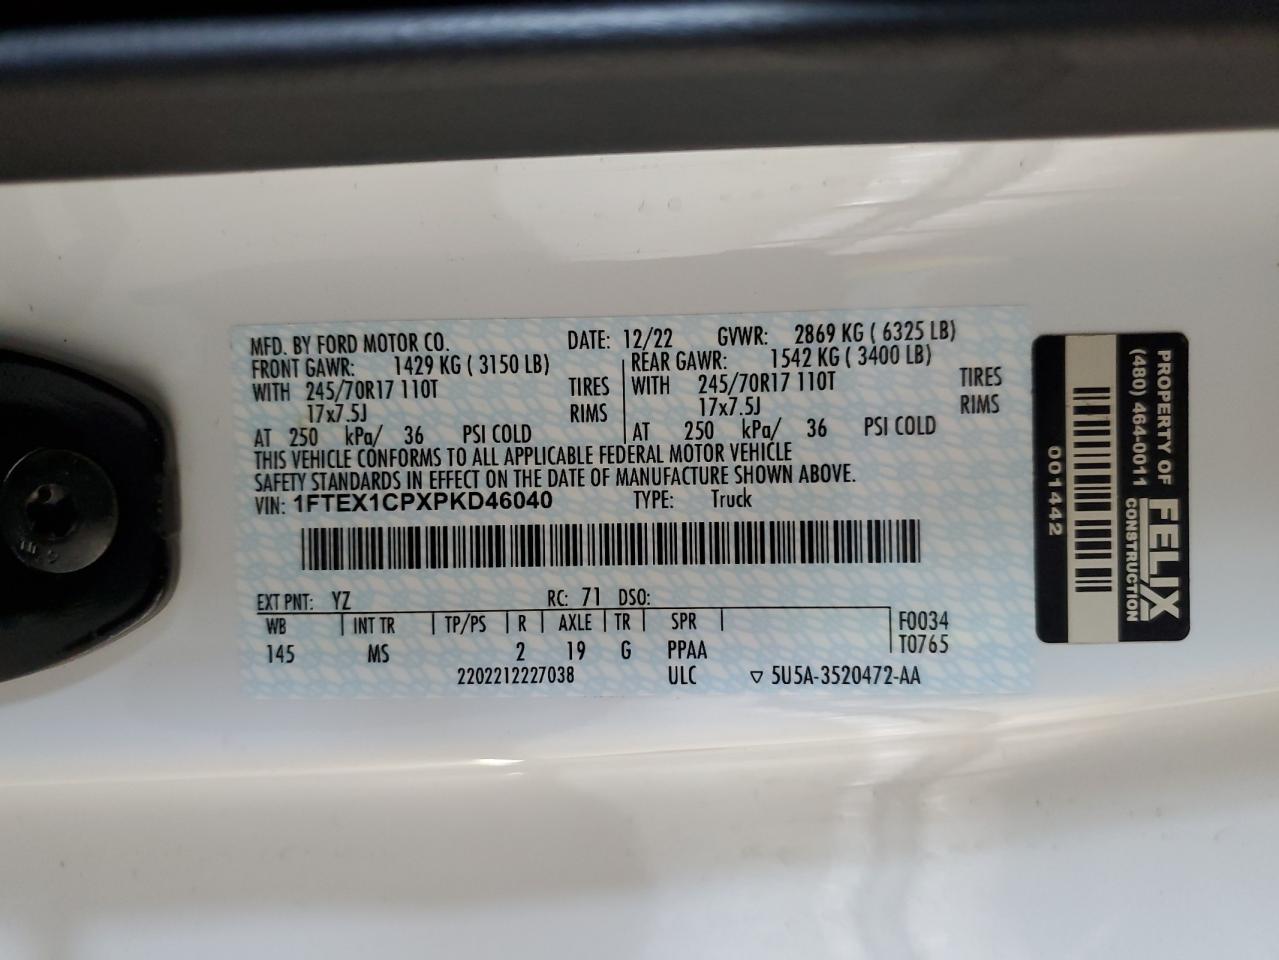 MFD. BY FORD MOTOR CO. DATE: 12/22 GVWR: 2869 KG ( 6325 LB)
FRONT GAWR: 1429 KG ( 3150 LB) REAR GAWR: 1542 KG ( 3400 LB)
WITH 245/70R17 110T TIRES WITH 245/70R17 110T TIRES
17x7.5J RIMS 17x7.5J RIMS
AT 250 kPa/ 36 PSI COLD AT 250 kPa/ 36 PSI COLD
THIS VEHICLE CONFORMS TO ALL APPLICABLE FEDERAL MOTOR VEHICLE
SAFETY STANDARDS IN EFFECT ON THE DATE OF MANUFACTURE SHOWN ABOVE.
VIN: 1FTEX1CPXPKD46040 TYPE: Truck
EXT PNT: YZ RC: 71 DSO:
WB INT TR TP/PS R AXLE TR SPR F0034
145 MS 2 19 G PPAA T0765
2202212227038 ULC ▽ 5U5A-3520472-AA
PROPERTY OF FELIX
(480) 464-0011 CONSTRUCTION
001442